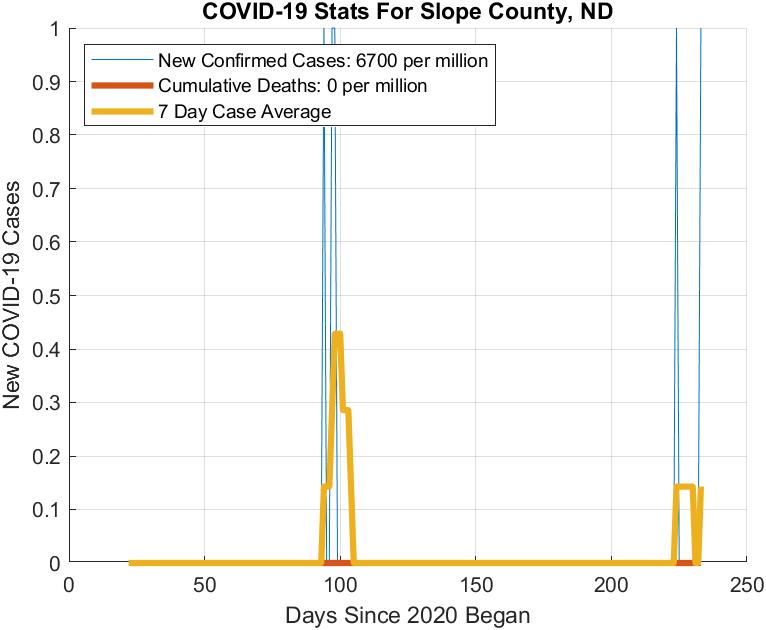 COVID-19 Stats For Slope County, ND
New Confirmed Cases: 6700 per million
Cumulative Deaths: 0 per million
7 Day Case Average
New COVID-19 Cases
1
0.9
0.8
0.7
0.6
0.5
0.4
0.3
0.2
0.1
0
0 50 100 150 200 250
Days Since 2020 Began